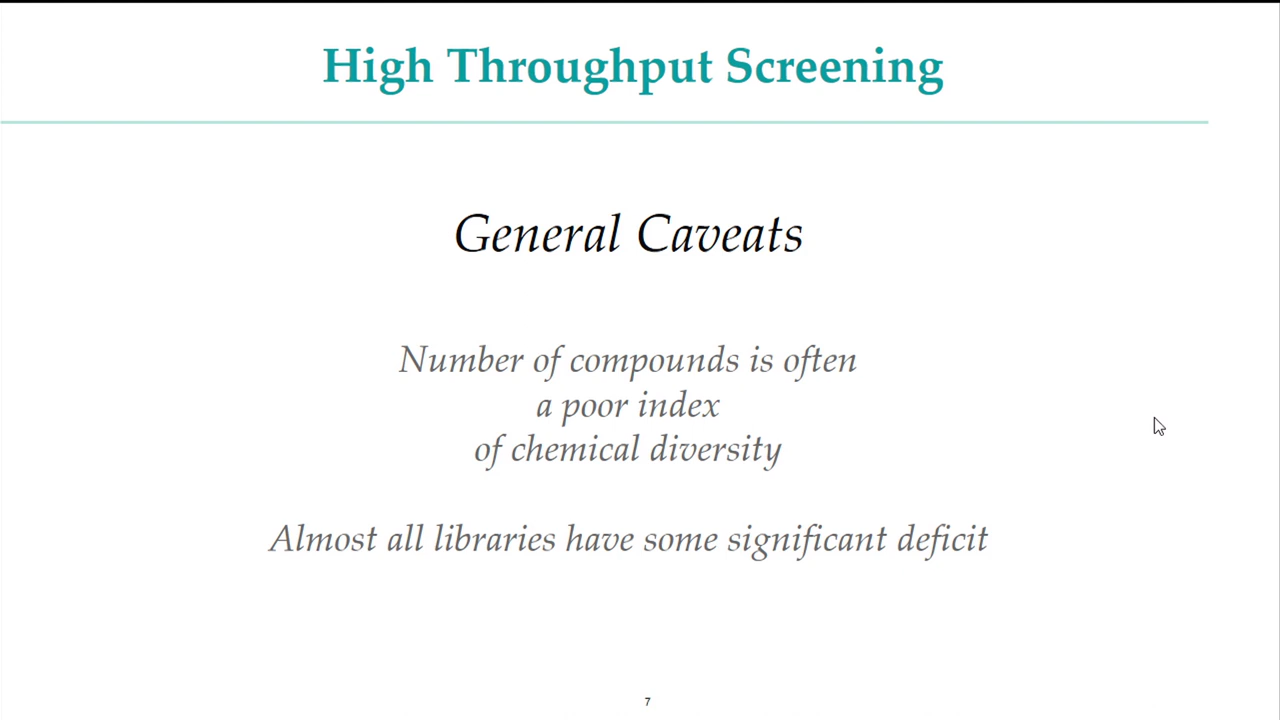 High Throughput Screening
General Caveats
Number of compounds is often
a poor index
of chemical diversity
Almost all libraries have some significant deficit
7